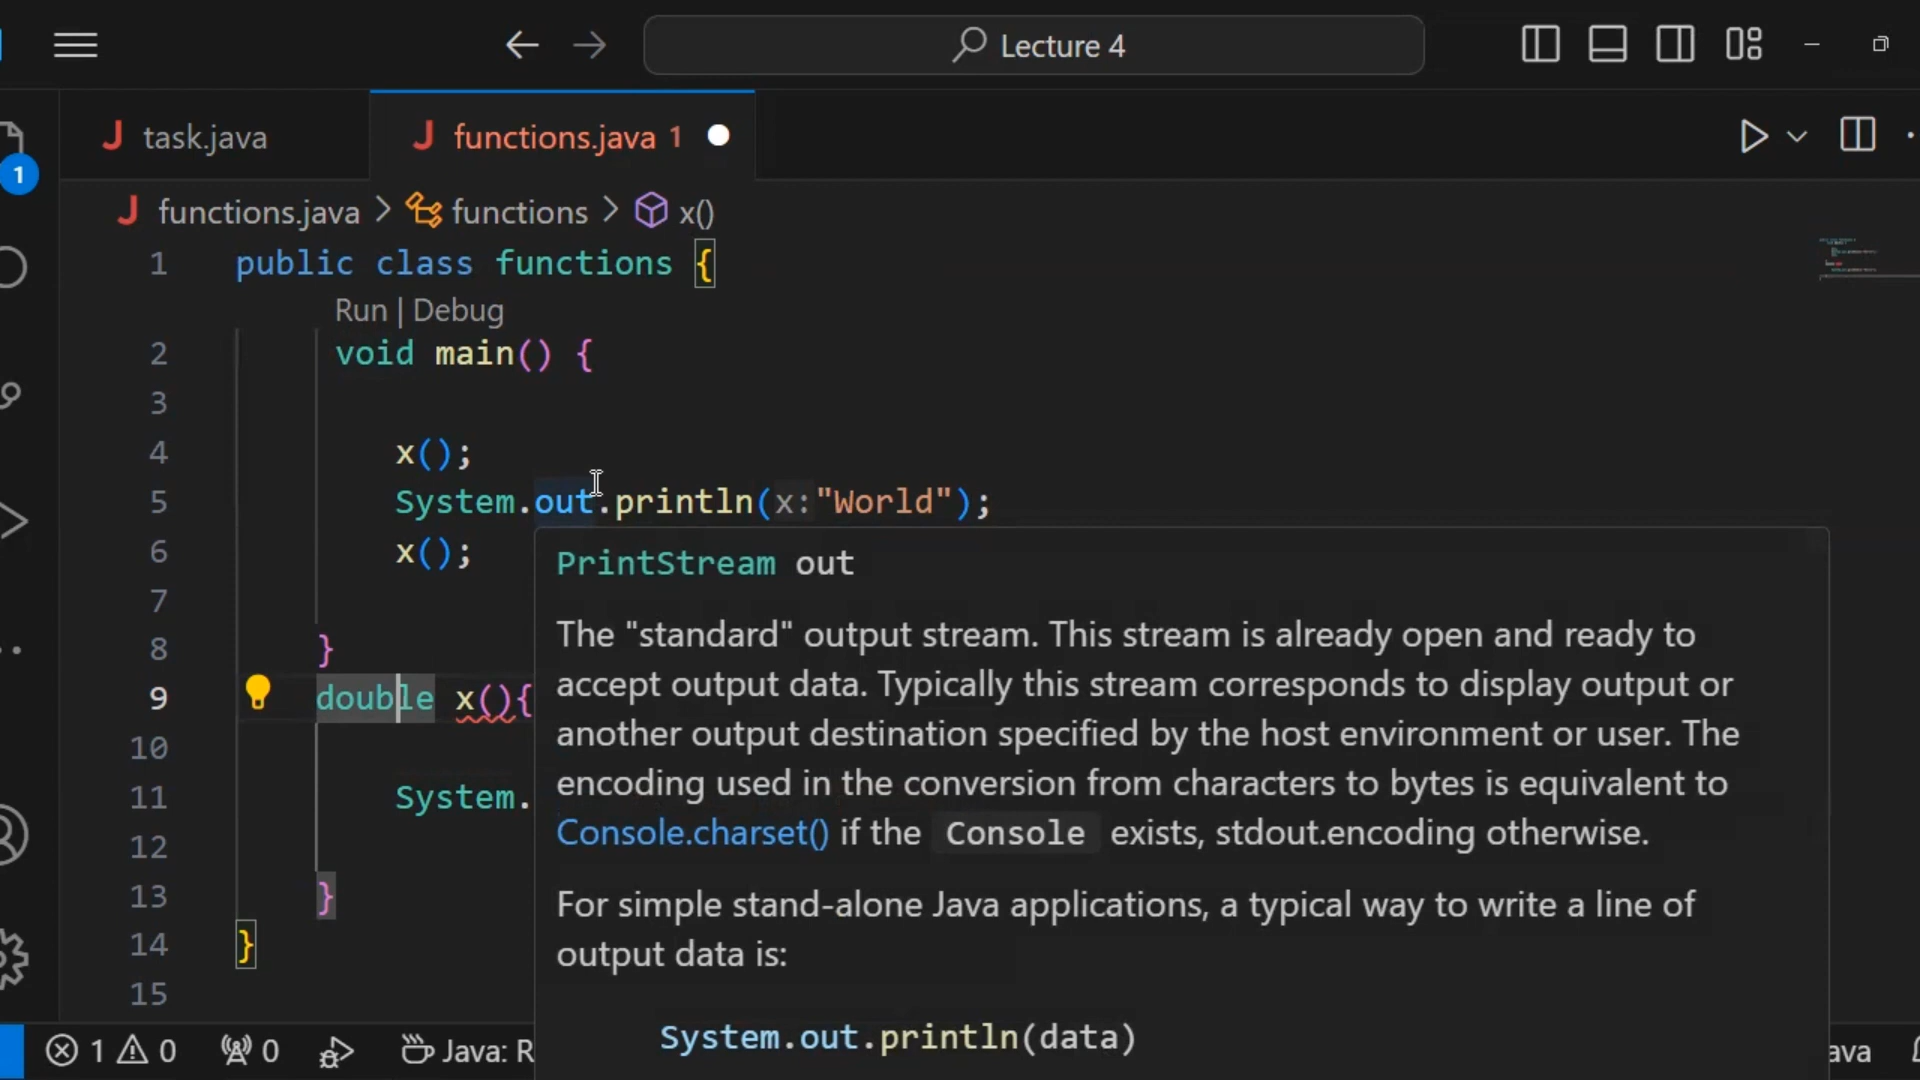 Lecture 4
task.java
functions.java 1
1
functions.java > functions > x()
1 public class functions {
Run | Debug
2 void main() {
3
4 x();
5 System.out.println(x:"World");
6 x();
7
8 }
9 double x(){
10
11 System.
12
13 }
14 }
15
PrintStream out
The "standard" output stream. This stream is already open and ready to
accept output data. Typically this stream corresponds to display output or
another output destination specified by the host environment or user. The
encoding used in the conversion from characters to bytes is equivalent to
Console.charset() if the Console exists, stdout.encoding otherwise.
For simple stand-alone Java applications, a typical way to write a line of
output data is:
System.out.println(data)
1 0 0 Java: R
ava